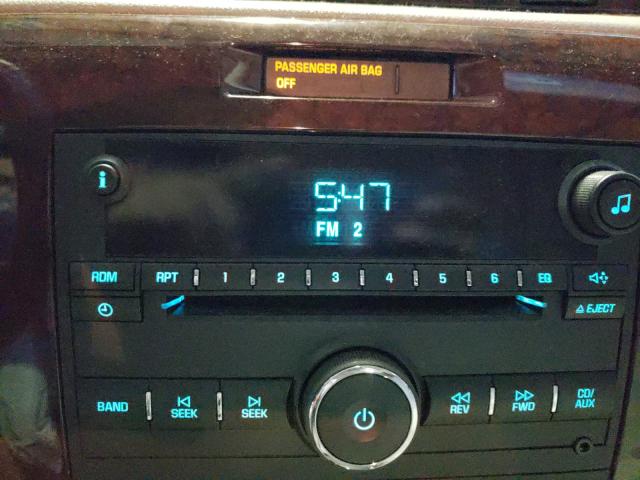 PASSENGER AIR BAG
OFF
i
5:47
FM 2
RDM RPT 1 2 3 4 5 6 EQ
EJECT
BAND SEEK SEEK REV FWD CD/
AUX